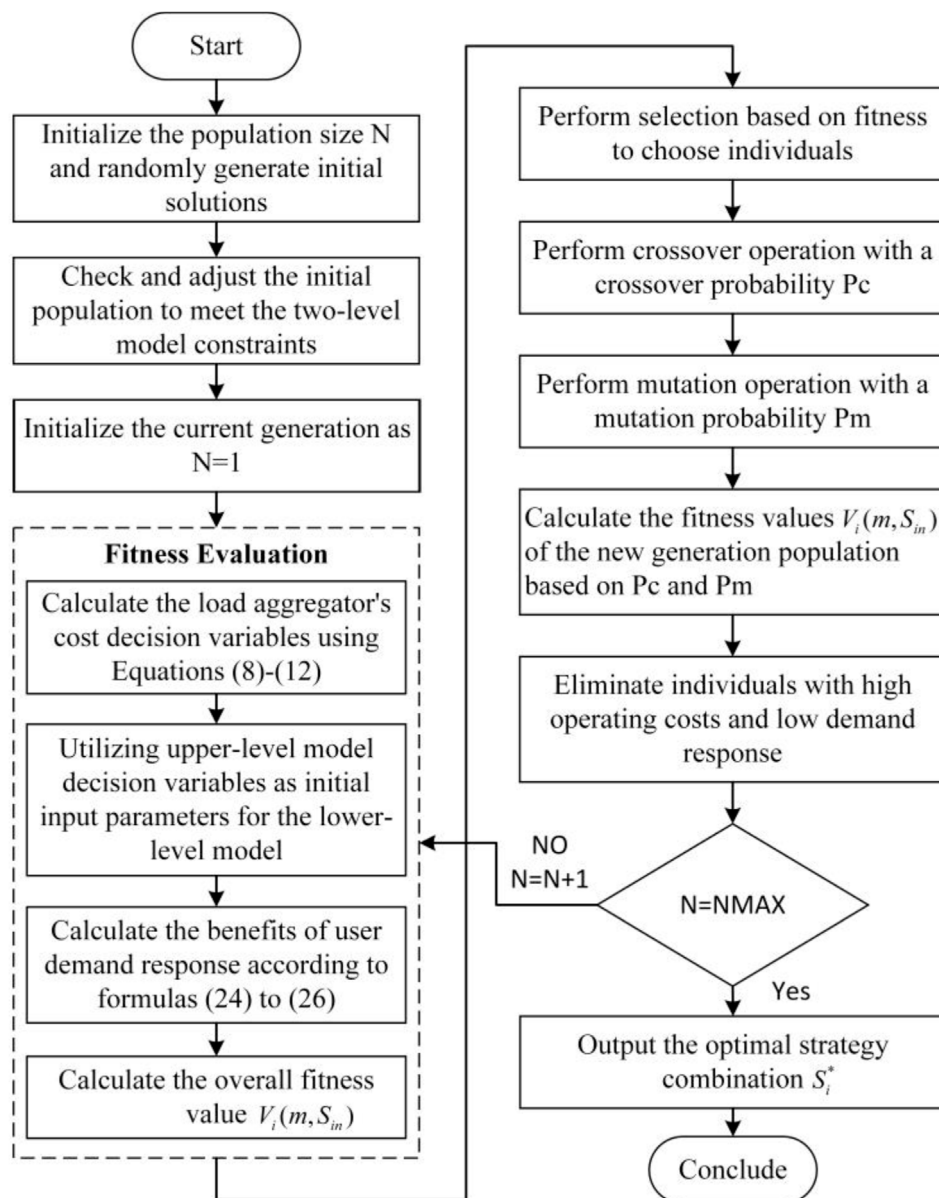 Start
Initialize the population size N
and randomly generate initial
solutions
Check and adjust the initial
population to meet the two-level
model constraints
Initialize the current generation as
N=1
Fitness Evaluation
Calculate the load aggregator's
cost decision variables using
Equations (8)-(12)
Utilizing upper-level model
decision variables as initial
input parameters for the lower-
level model
Calculate the benefits of user
demand response according to
formulas (24) to (26)
Calculate the overall fitness
value V_i(m, S_in)
Perform selection based on fitness
to choose individuals
Perform crossover operation with a
crossover probability Pc
Perform mutation operation with a
mutation probability Pm
Calculate the fitness values V_i(m, S_in)
of the new generation population
based on Pc and Pm
Eliminate individuals with high
operating costs and low demand
response
NO
N=N+1
N=NMAX
Yes
Output the optimal strategy
combination S_i^*
Conclude